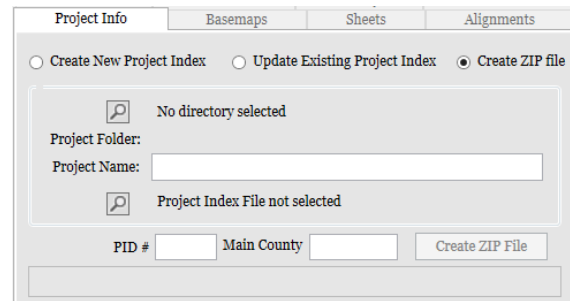 Project Info Basemaps Sheets Alignments
Create New Project Index Update Existing Project Index Create ZIP file
No directory selected
Project Folder:
Project Name:
Project Index File not selected
PID # Main County Create ZIP File